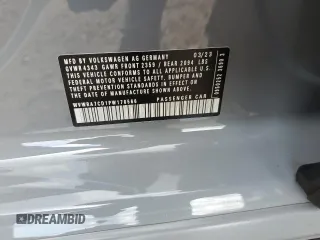 MFD BY VOLKSWAGEN AG GERMANY 03/23
GVWR 4343 GAWR FRONT 2359 / REAR 2094 LBS
THIS VEHICLE CONFORMS TO ALL APPLICABLE
FEDERAL MOTOR VEHICLE SAFETY, BUMPER AND
THEFT PREVENTION STANDARDS IN EFFECT ON
THE DATE OF MANUFACTURE SHOWN ABOVE
PASSENGER CAR
DREAMBID